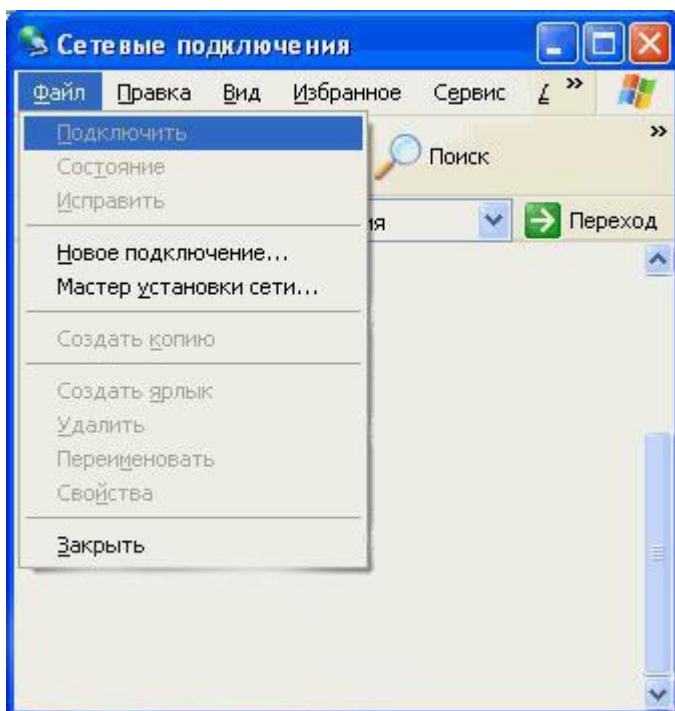 Сетевые подключения
Файл Правка Вид Избранное Сервис »
Подключить »
Состояние Поиск
Исправить
ия Переход
Новое подключение...
Мастер установки сети...
Создать копию
Создать ярлык
Удалить
Переименовать
Свойства
Закрыть